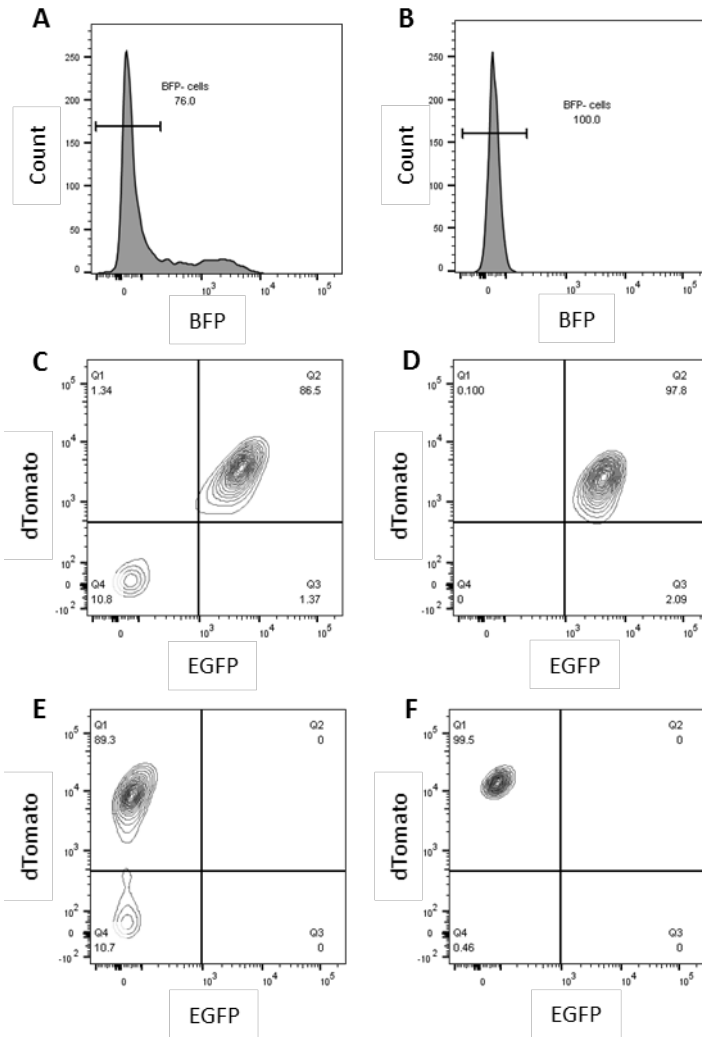 A
250
200
150
100
50
0
Count
BFP- cells
76.0
0
10³
10⁴
10⁵
BFP
B
250
200
150
100
50
0
Count
BFP- cells
100.0
0
10³
10⁴
10⁵
BFP
C
Q1
1.34
Q2
86.5
Q4
10.8
Q3
1.37
10⁵
10⁴
10³
10²
0
-10²
dTomato
0
10³
10⁴
10⁵
EGFP
D
Q1
0.100
Q2
97.8
Q4
0
Q3
2.09
10⁵
10⁴
10³
10²
0
-10²
dTomato
0
10³
10⁴
10⁵
EGFP
E
Q1
89.3
Q2
0
Q4
10.7
Q3
0
10⁵
10⁴
10³
10²
0
-10²
dTomato
0
10³
10⁴
10⁵
EGFP
F
Q1
99.5
Q2
0
Q4
0.46
Q3
0
10⁵
10⁴
10³
10²
0
-10²
dTomato
0
10³
10⁴
10⁵
EGFP